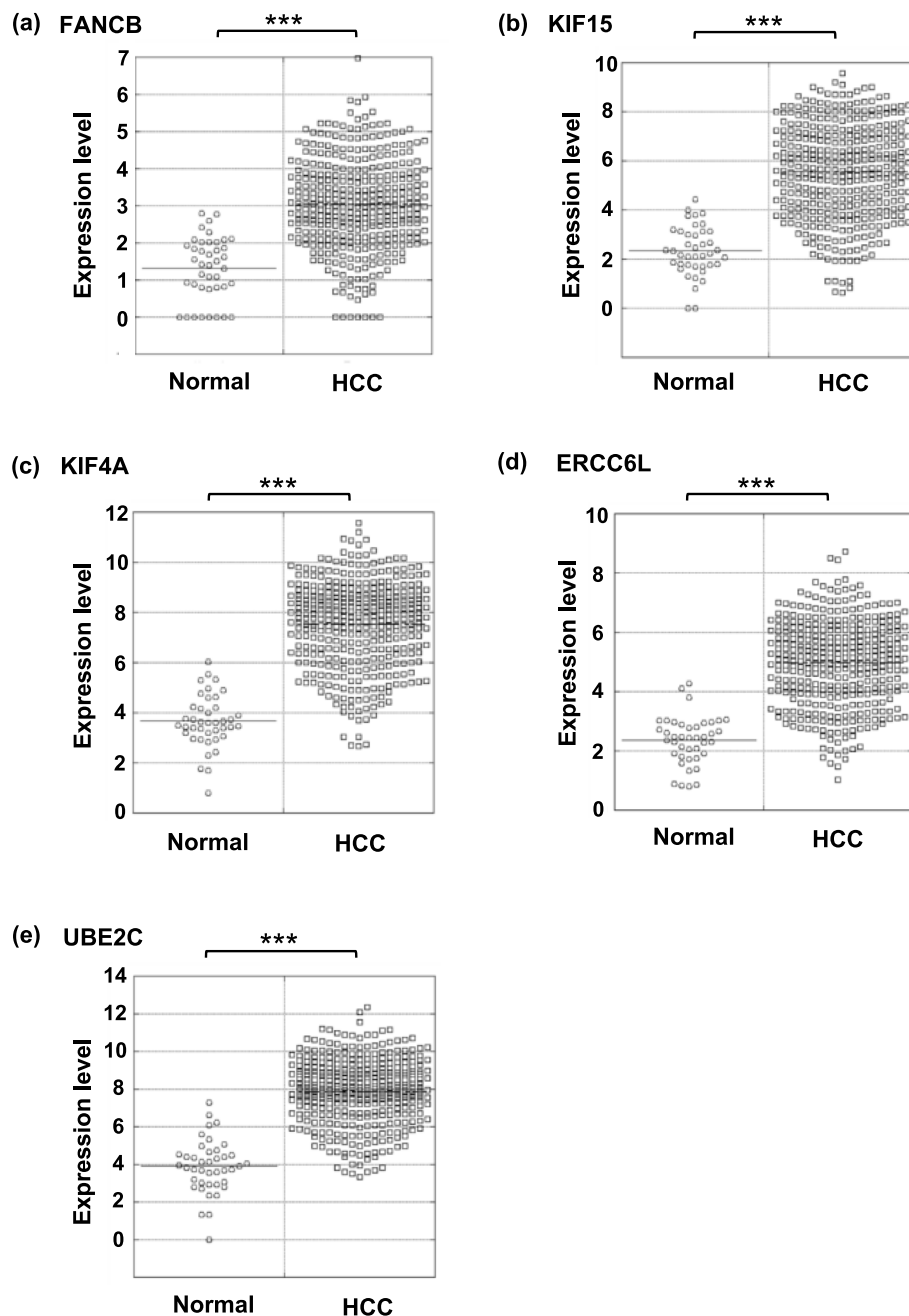 (a) FANCB
***
Expression level
7
6
5
4
3
2
1
0
Normal HCC
(b) KIF15
***
Expression level
10
8
6
4
2
0
Normal HCC
(c) KIF4A
***
Expression level
12
10
8
6
4
2
0
Normal HCC
(d) ERCC6L
***
Expression level
10
8
6
4
2
0
Normal HCC
(e) UBE2C
***
Expression level
14
12
10
8
6
4
2
0
Normal HCC